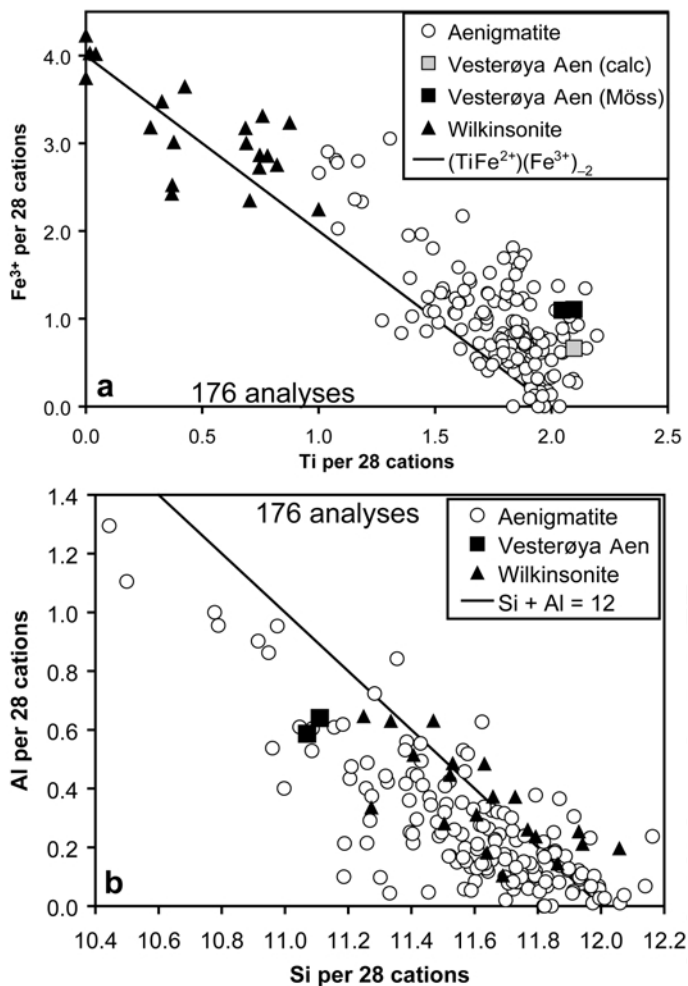 4.0
3.0
2.0
1.0
0.0
Fe³⁺ per 28 cations
Aenigmatite
Vesterøya Aen (calc)
Vesterøya Aen (Möss)
Wilkinsonite
(TiFe²⁺)(Fe³⁺)₋₂
a
176 analyses
0.0 0.5 1.0 1.5 2.0 2.5
Ti per 28 cations
1.4
1.2
1.0
0.8
0.6
0.4
0.2
0.0
Al per 28 cations
176 analyses
Aenigmatite
Vesterøya Aen
Wilkinsonite
Si + Al = 12
b
10.4 10.6 10.8 11.0 11.2 11.4 11.6 11.8 12.0 12.2
Si per 28 cations